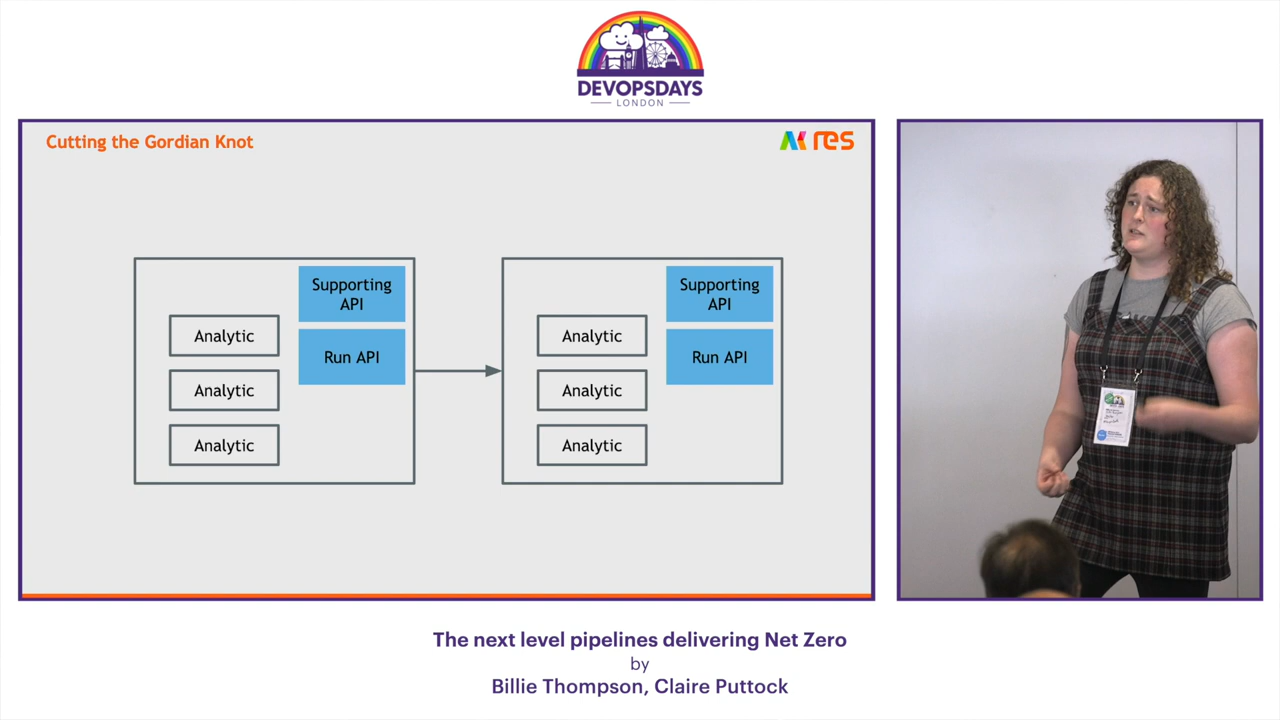 DEVOPSDAYS
LONDON
Cutting the Gordian Knot
res
Supporting
API
Analytic
Run API
Analytic
Analytic
Supporting
API
Analytic
Run API
Analytic
Analytic
The next level pipelines delivering Net Zero
by
Billie Thompson, Claire Puttock